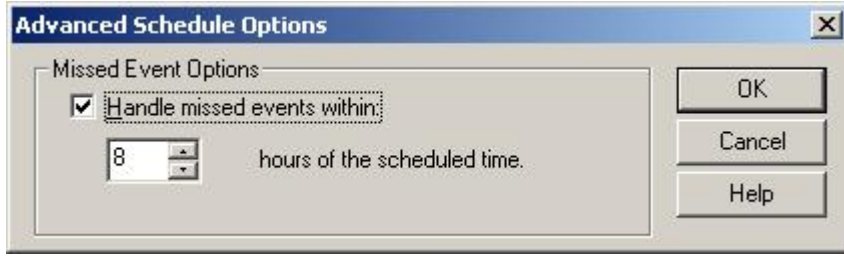 Advanced Schedule Options
Missed Event Options
Handle missed events within:
8 hours of the scheduled time.
OK
Cancel
Help